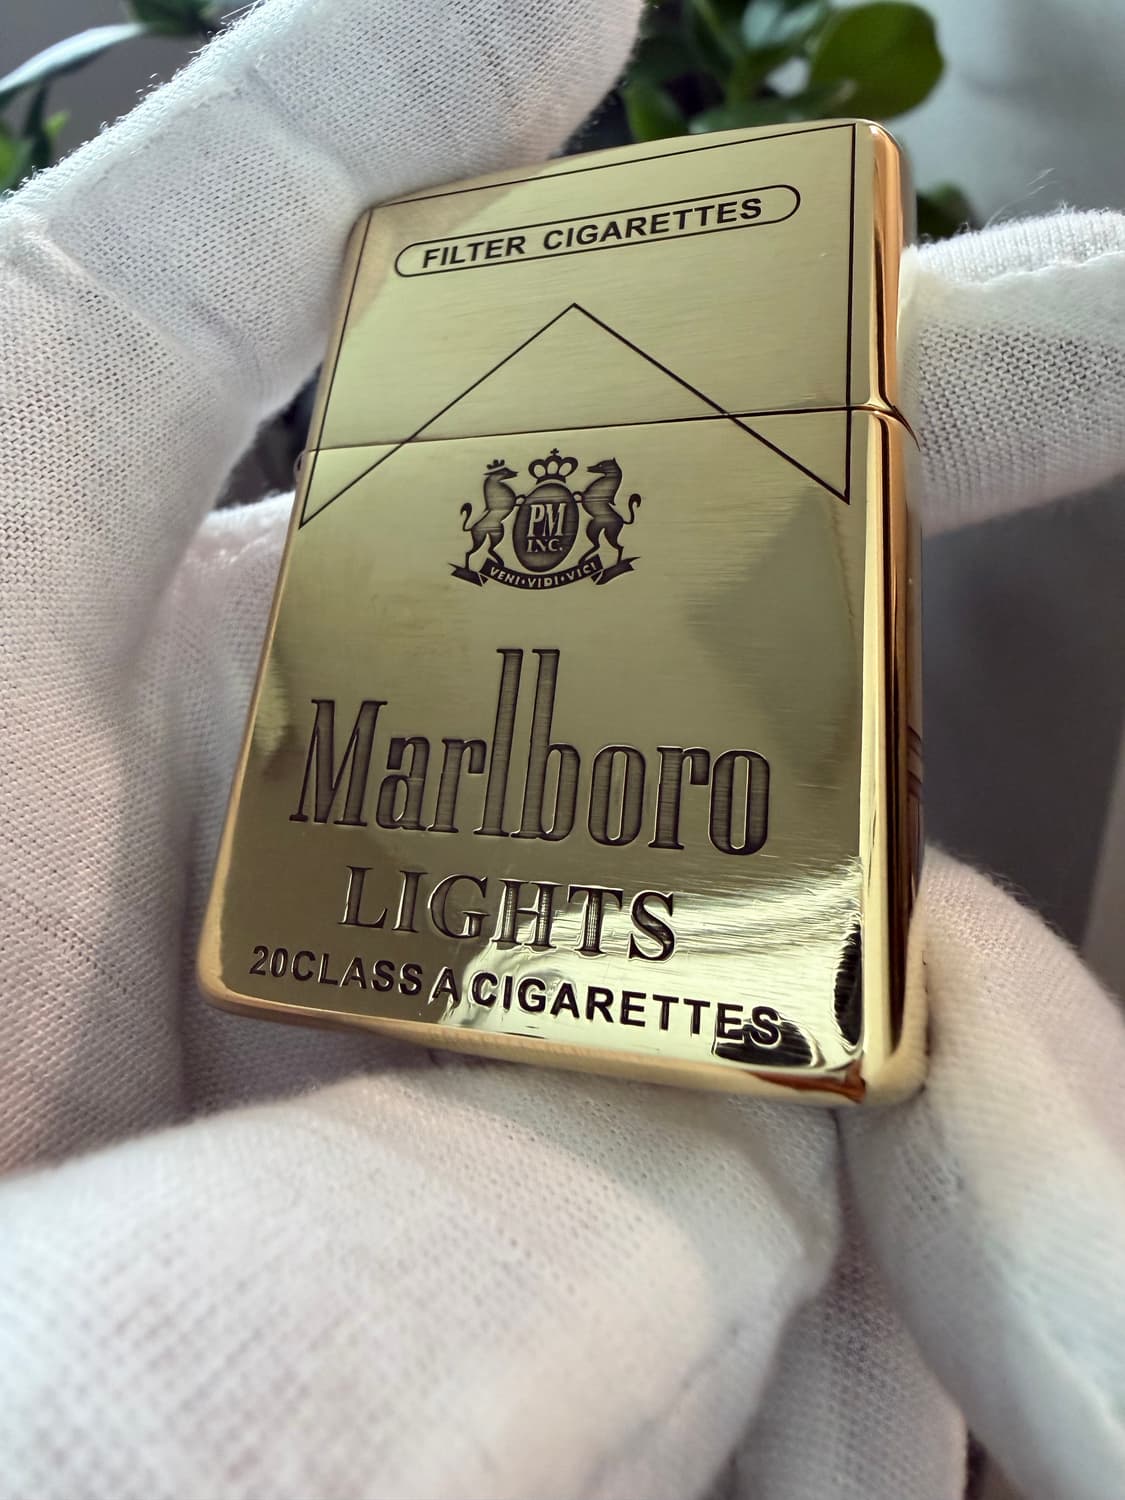 FILTER CIGARETTES
PM
INC.
VENI·VIDI·VICI
Marlboro
LIGHTS
20CLASS A CIGARETTES